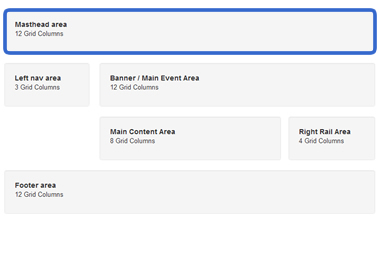 Masthead area
12 Grid Columns
Left nav area
3 Grid Columns
Banner / Main Event Area
12 Grid Columns
Main Content Area
8 Grid Columns
Right Rail Area
4 Grid Columns
Footer area
12 Grid Columns